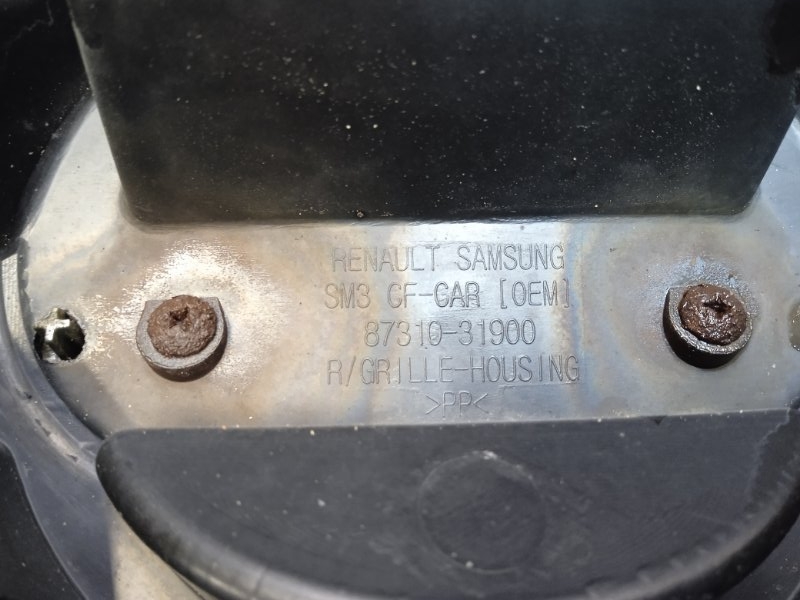 RENAULT SAMSUNG
SM3 CF-CAR [OEM]
87310-31900
R/GRILLE-HOUSING
>PP<